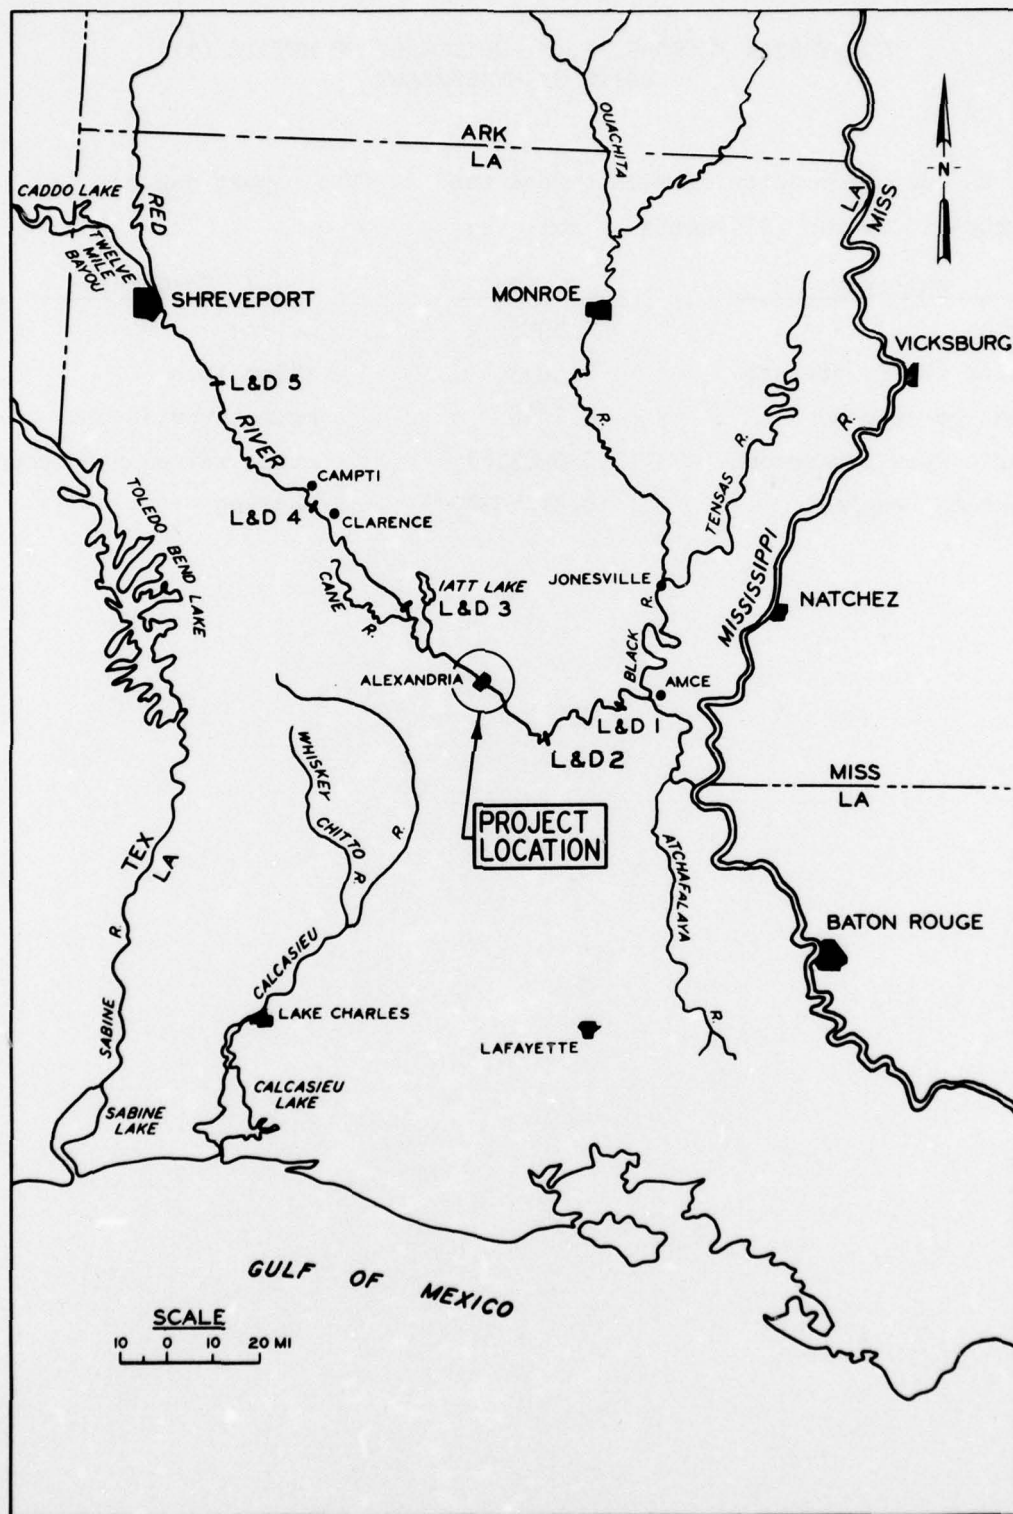 ARK
LA
OUACHITA
N
CADDO LAKE
RED
TWELVE
MILE
BAYOU
LA
MISS
SHREVEPORT
MONROE
VICKSBURG
L&D 5
RIVER
R.
R.
R.
CAMPTI
L&D 4
CLARENCE
TENSAS
TOLEDO
BEND
LAKE
CANE
R.
IATT LAKE
L&D 3
JONESVILLE
R.
BLACK
MISSISSIPPI
NATCHEZ
ALEXANDRIA
AMCE
L&D 1
L&D2
WHISKEY
CHITTO
R.
R.
MISS
LA
PROJECT
LOCATION
TEX
LA
ATCHAFALAYA
R.
BATON ROUGE
R.
SABINE
CALCASIEU
LAKE CHARLES
LAFAYETTE
CALCASIEU
LAKE
SABINE
LAKE
GULF OF MEXICO
SCALE
10 0 10 20 MI